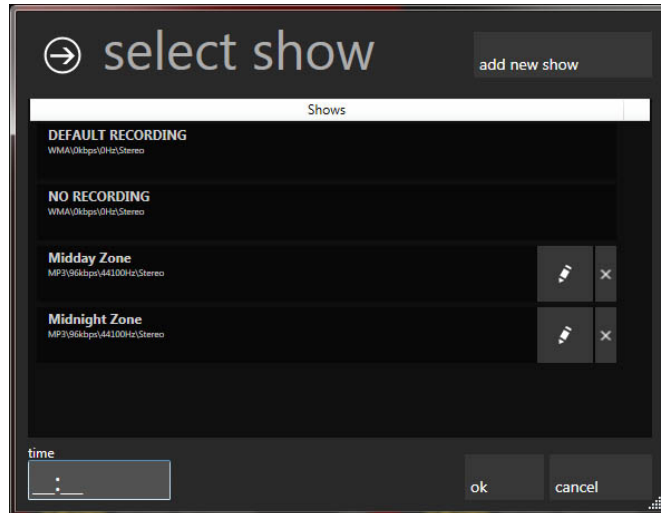 select show
add new show
Shows
DEFAULT RECORDING
WMA\0kbps\0Hz\Stereo
NO RECORDING
WMA\0kbps\0Hz\Stereo
Midday Zone
MP3\96kbps\44100Hz\Stereo
Midnight Zone
MP3\96kbps\44100Hz\Stereo
time
__:__
ok
cancel